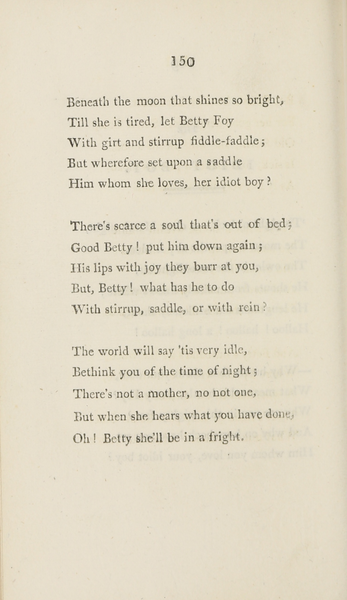 150
Beneath the moon that shines so bright,
Till she is tired, let Betty Foy
With girt and stirrup fiddle-faddle;
But wherefore set upon a saddle
Him whom she loves, her idiot boy?
There's scarce a soul that's out of bed;
Good Betty! put him down again;
His lips with joy they burr at you,
But, Betty! what has he to do
With stirrup, saddle, or with rein?
The world will say 'tis very idle,
Bethink you of the time of night;
There's not a mother, no not one,
But when she hears what you have done,
Oh! Betty she'll be in a fright.